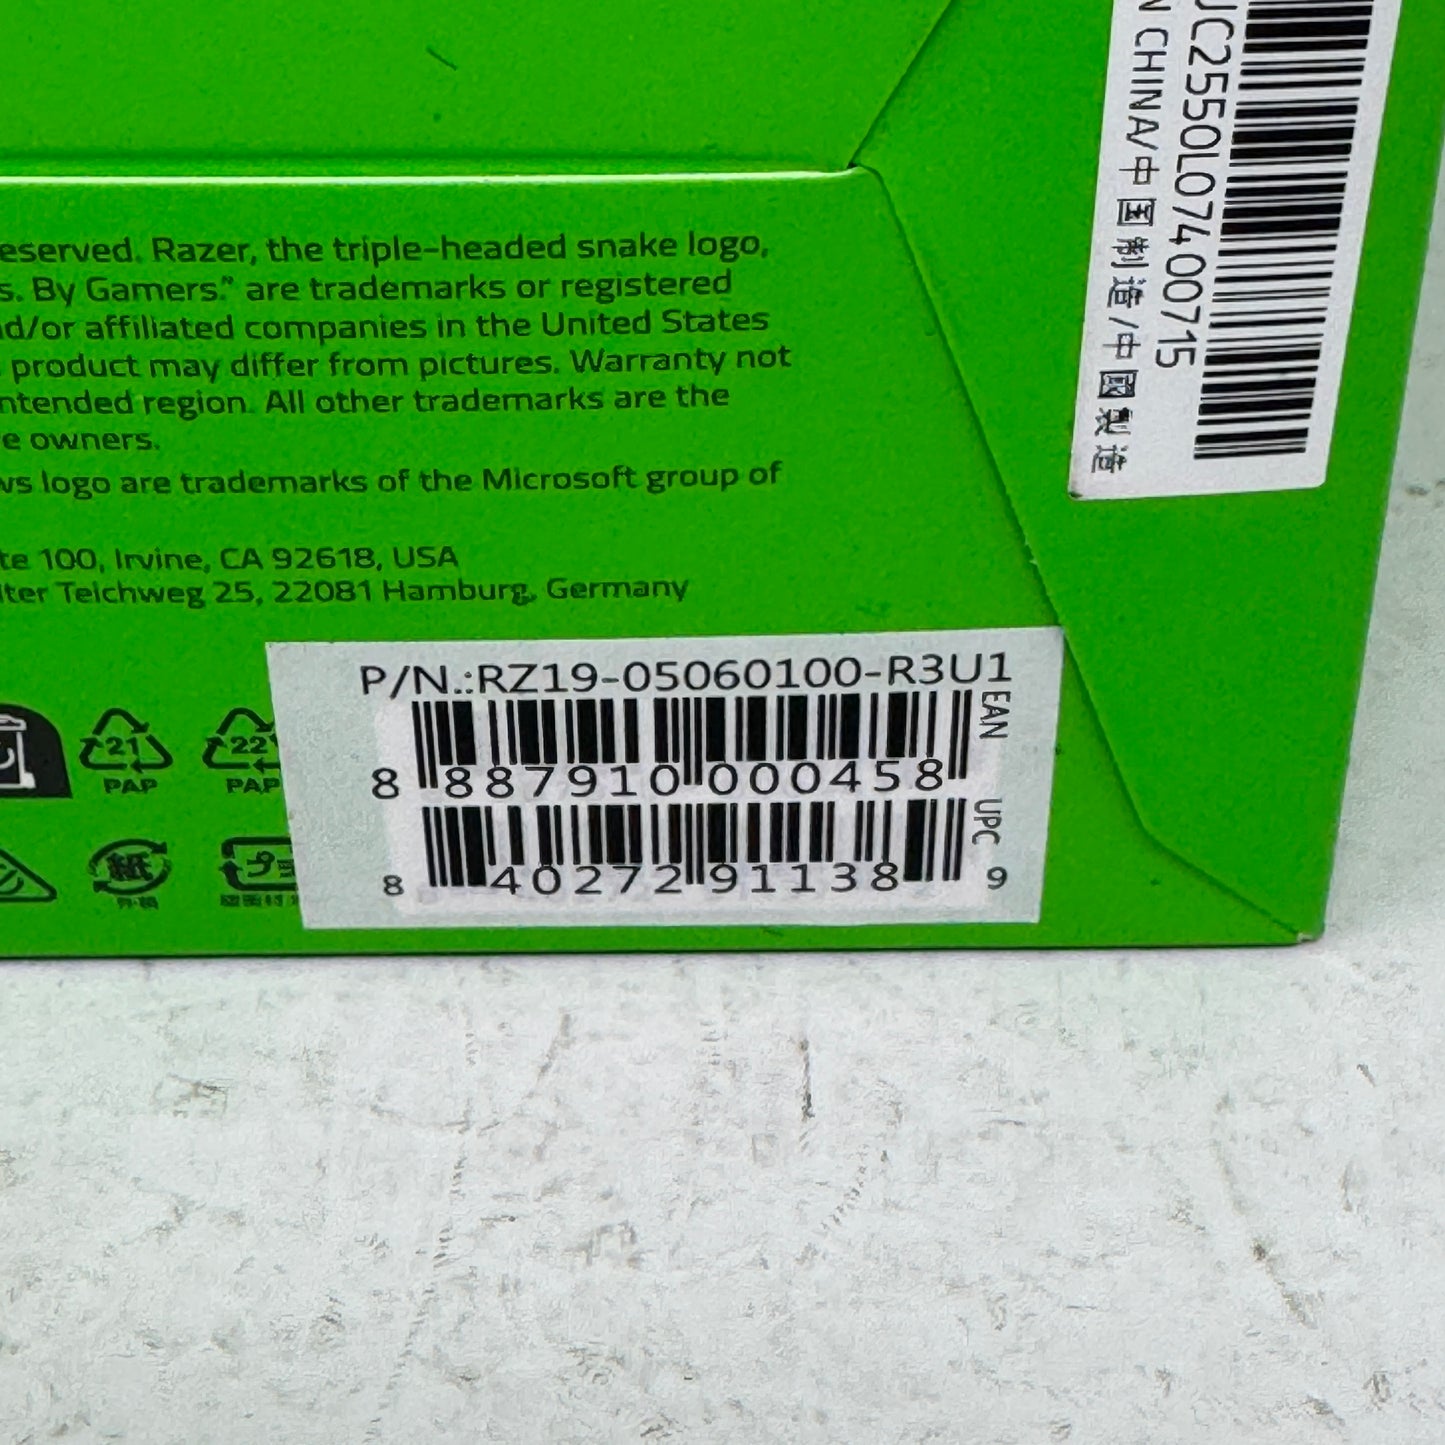 eserved. Razer, the triple-headed snake logo,
s. By Gamers." are trademarks or registered
d/or affiliated companies in the United States
product may differ from pictures. Warranty not
ntended region. All other trademarks are the
e owners.
ws logo are trademarks of the Microsoft group of
te 100, Irvine, CA 92618, USA
lter Teichweg 25, 22081 Hamburg, Germany
P/N.:RZ19-05060100-R3U1
EAN
8 887910 000458
UPC
8 40272 91138 9
21
PAP
22
PAP
紙
UC2550L07400715
N CHINA/中国制造/中國製造